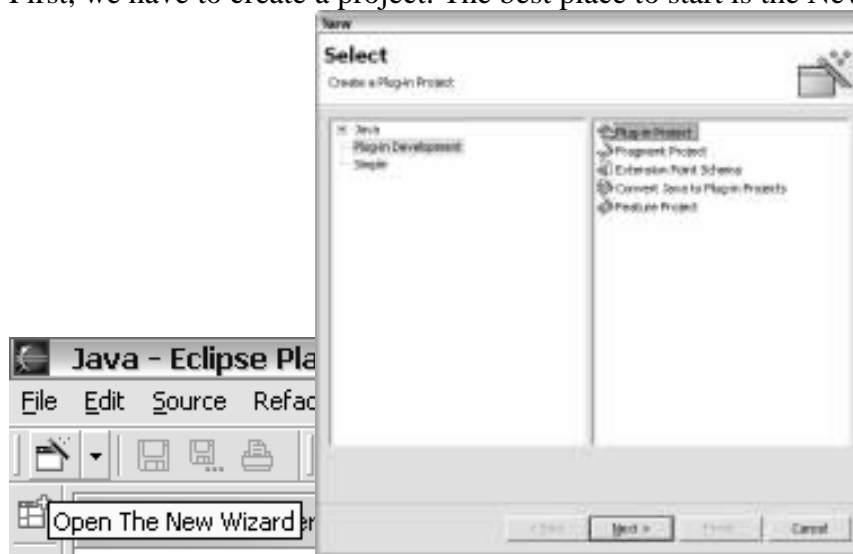 First, we have to create a project. The best place to start is the New
New
Select
Create a Plug-in Project
Java
Plug-in Development
Simple
Plug-in Project
Fragment Project
Extension Point Schema
Convert Java to Plug-in Projects
Feature Project
Java - Eclipse Pla
File Edit Source Refac
Open The New Wizard
er
< Back Next > Finish Cancel